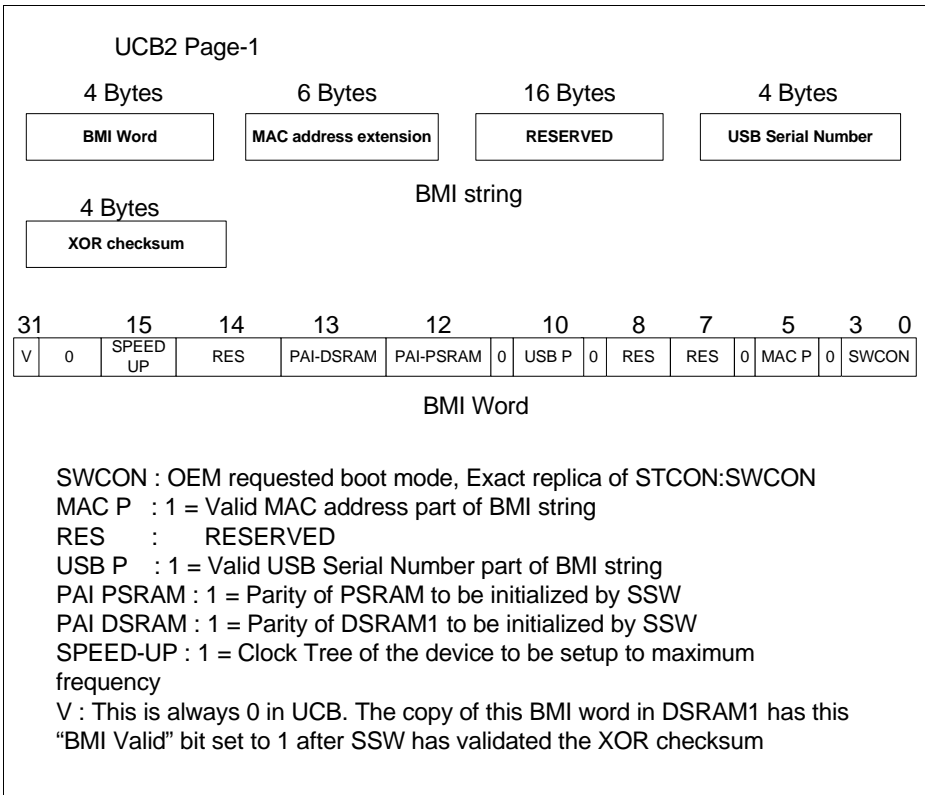 UCB2 Page-1
4 Bytes 6 Bytes 16 Bytes 4 Bytes
BMI Word MAC address extension RESERVED USB Serial Number
BMI string
4 Bytes
XOR checksum
31 15 14 13 12 10 8 7 5 3 0
V 0 SPEED UP RES PAI-DSRAM PAI-PSRAM 0 USB P 0 RES RES 0 MAC P 0 SWCON
BMI Word
SWCON : OEM requested boot mode, Exact replica of STCON:SWCON
MAC P : 1 = Valid MAC address part of BMI string
RES : RESERVED
USB P : 1 = Valid USB Serial Number part of BMI string
PAI PSRAM : 1 = Parity of PSRAM to be initialized by SSW
PAI DSRAM : 1 = Parity of DSRAM1 to be initialized by SSW
SPEED-UP : 1 = Clock Tree of the device to be setup to maximum
frequency
V : This is always 0 in UCB. The copy of this BMI word in DSRAM1 has this
“BMI Valid” bit set to 1 after SSW has validated the XOR checksum